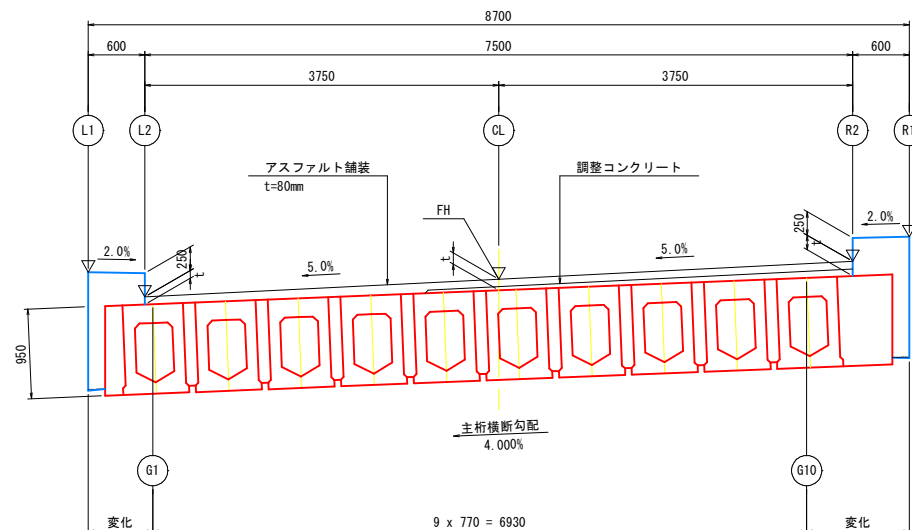 8700
600
7500
600
3750
3750
L1
L2
CL
R2
R1
アスファルト舗装
t=80mm
調整コンクリート
FH
250
t
2.0%
2.0%
250
t
t
5.0%
5.0%
950
主桁横断勾配
4.000%
G1
G10
変化
9 x 770 = 6930
変化